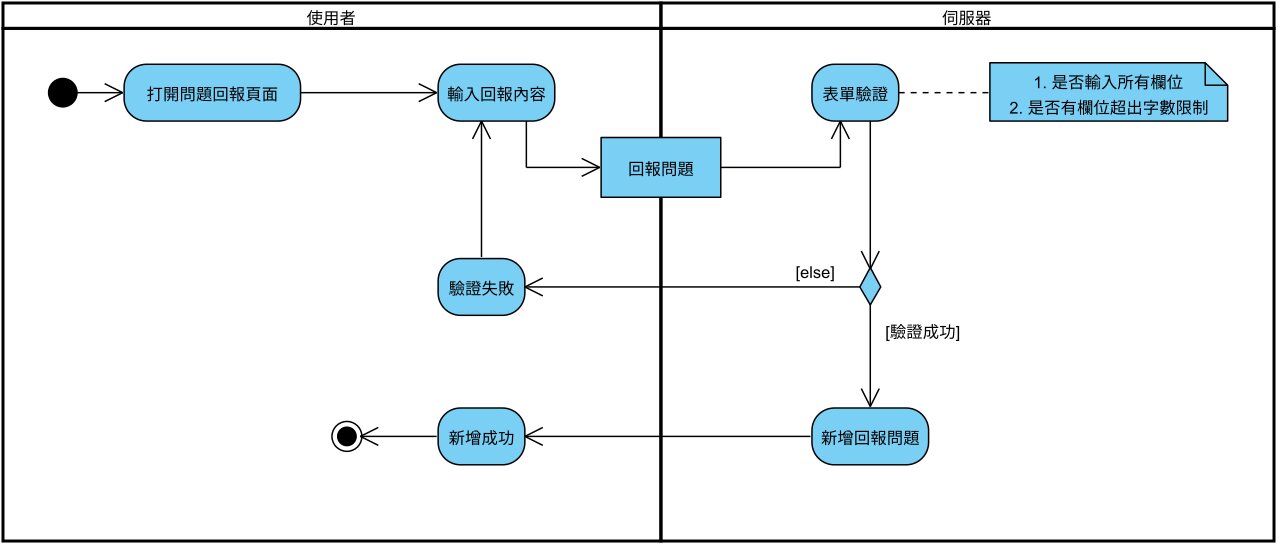 使用者
伺服器
打開問題回報頁面
輸入回報內容
表單驗證
1. 是否輸入所有欄位
2. 是否有欄位超出字數限制
回報問題
驗證失敗
[else]
[驗證成功]
新增成功
新增回報問題